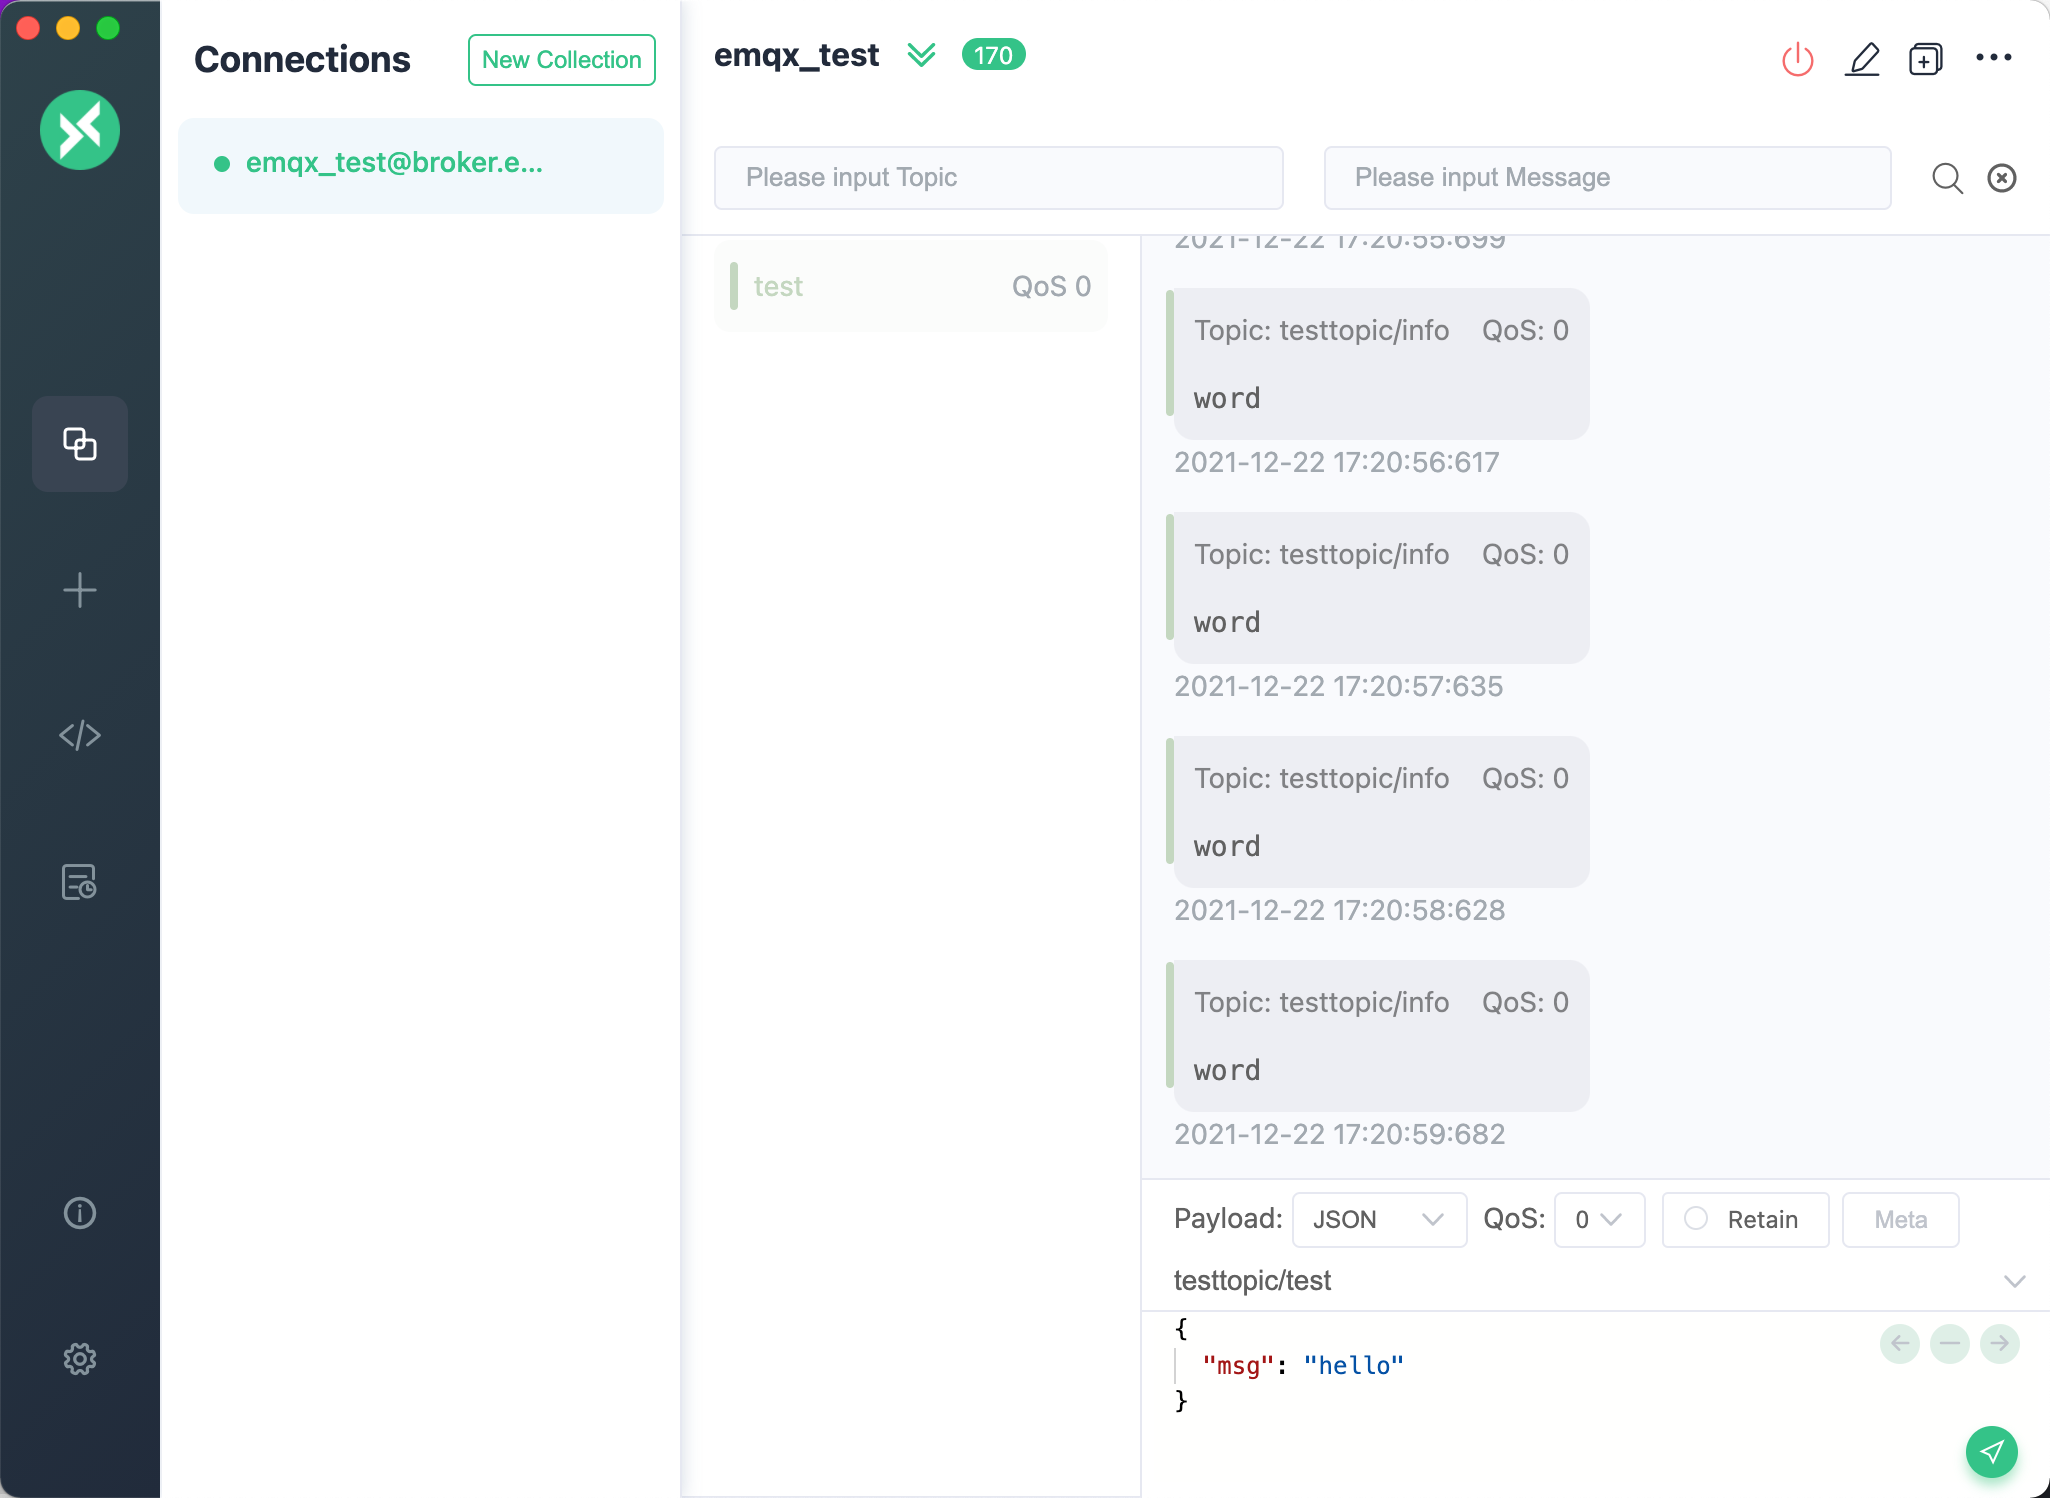 Connections
New Collection
emqx_test@broker.e...
emqx_test
170
Please input Topic
Please input Message
test
QoS 0
2021-12-22 17:20:55:699
Topic: testtopic/info QoS: 0
word
2021-12-22 17:20:56:617
Topic: testtopic/info QoS: 0
word
2021-12-22 17:20:57:635
Topic: testtopic/info QoS: 0
word
2021-12-22 17:20:58:628
Topic: testtopic/info QoS: 0
word
2021-12-22 17:20:59:682
Payload: JSON QoS: 0 Retain Meta
testtopic/test
{
"msg": "hello"
}